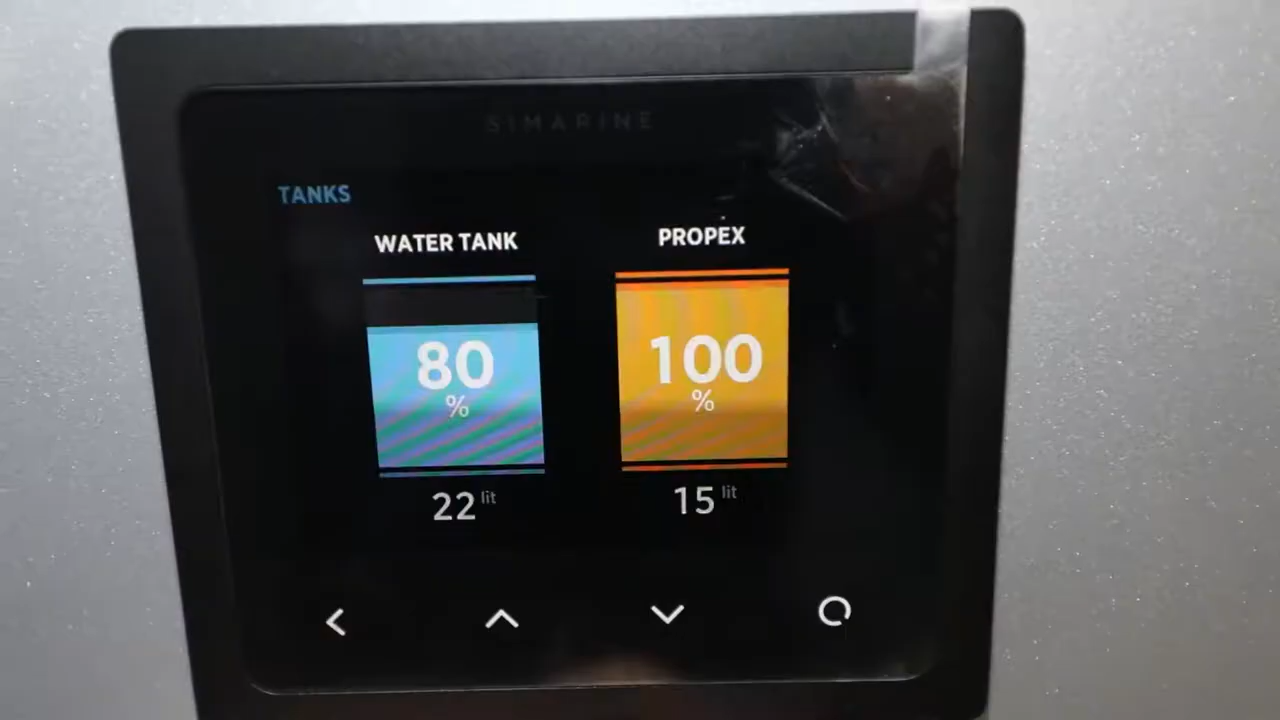 SIMARINE
TANKS
WATER TANK
PROPEX
80
%
100
%
22 lit
15 lit